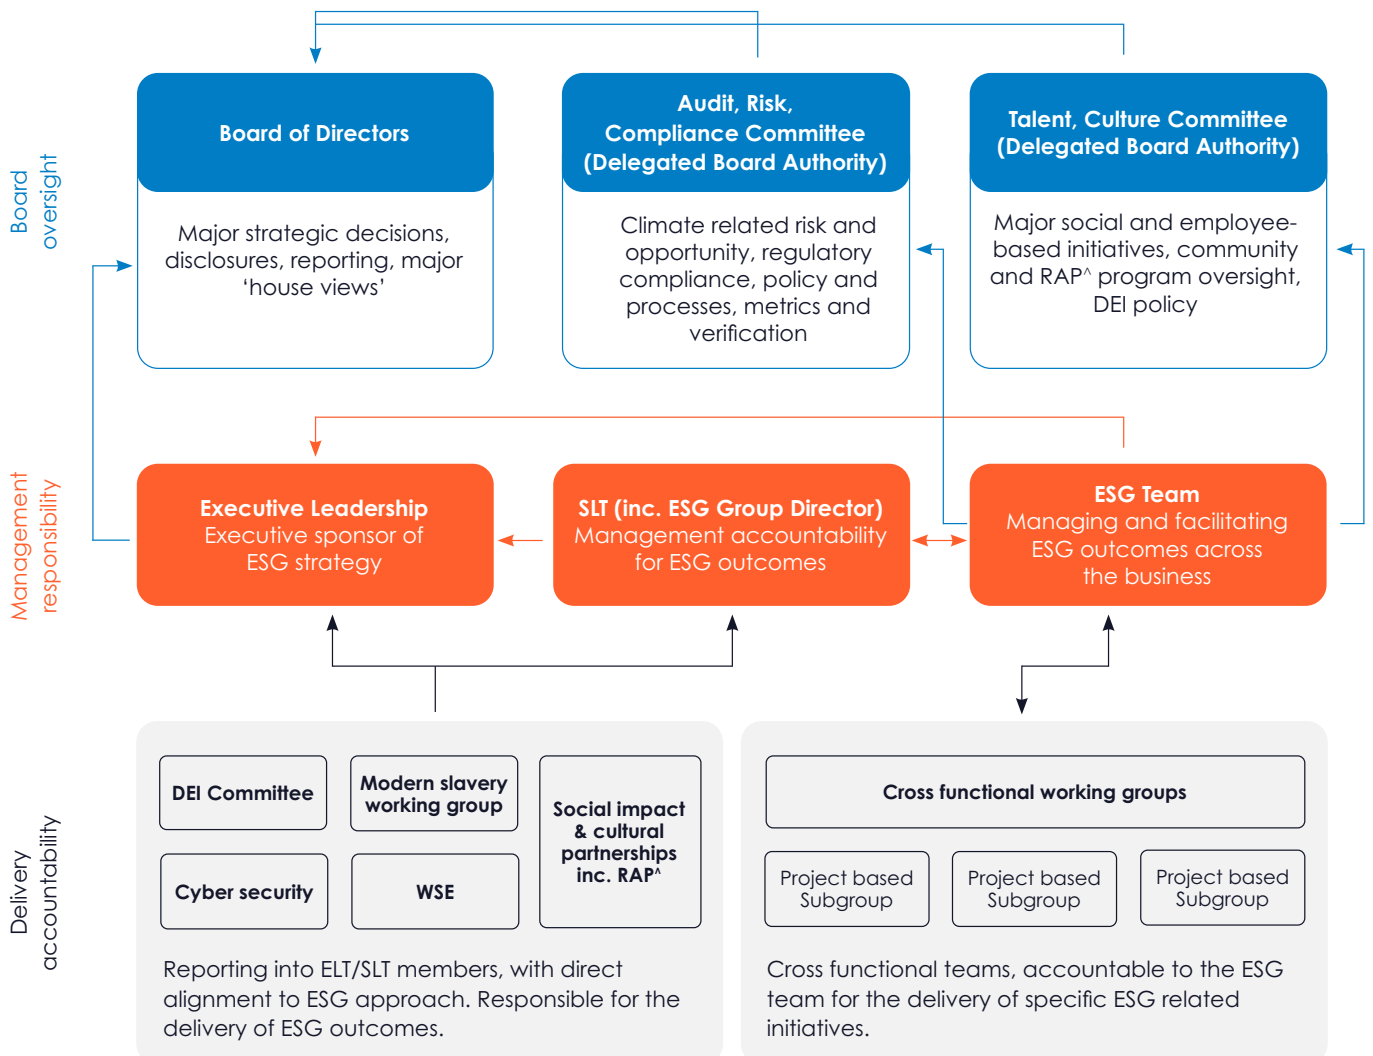 Board
oversight
Board of Directors
Major strategic decisions,
disclosures, reporting, major
‘house views’
Audit, Risk,
Compliance Committee
(Delegated Board Authority)
Climate related risk and
opportunity, regulatory
compliance, policy and
processes, metrics and
verification
Talent, Culture Committee
(Delegated Board Authority)
Major social and employee-
based initiatives, community
and RAP^ program oversight,
DEI policy
Management
responsibility
Executive Leadership
Executive sponsor of
ESG strategy
SLT (inc. ESG Group Director)
Management accountability
for ESG outcomes
ESG Team
Managing and facilitating
ESG outcomes across
the business
Delivery
accountability
DEI Committee
Modern slavery
working group
Social impact
& cultural
partnerships
inc. RAP^
Cyber security
WSE
Reporting into ELT/SLT members, with direct
alignment to ESG approach. Responsible for the
delivery of ESG outcomes.
Cross functional working groups
Project based
Subgroup
Project based
Subgroup
Project based
Subgroup
Cross functional teams, accountable to the ESG
team for the delivery of specific ESG related
initiatives.